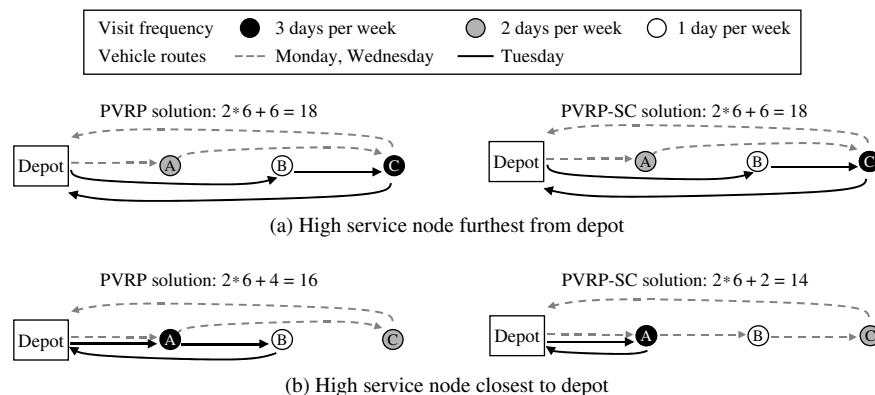 Visit frequency 3 days per week 2 days per week 1 day per week
Vehicle routes Monday, Wednesday Tuesday
PVRP solution: 2*6 + 6 = 18 PVRP-SC solution: 2*6 + 6 = 18
Depot A B C Depot A B C
(a) High service node furthest from depot
PVRP solution: 2*6 + 4 = 16 PVRP-SC solution: 2*6 + 2 = 14
Depot A B C Depot A B C
(b) High service node closest to depot